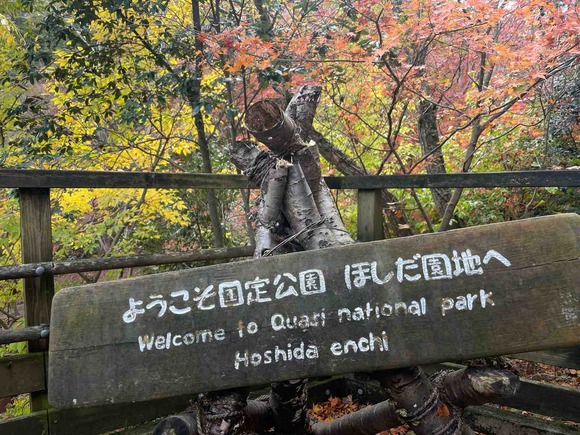 ようこそ国定公園 ほしだ園地へ
Welcome to Quasi national park
Hoshida enchi